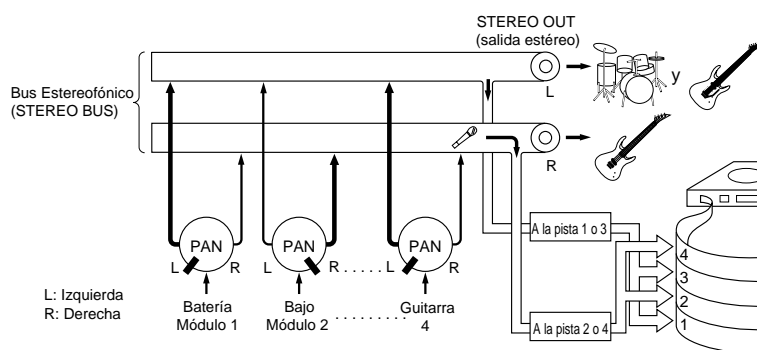 STEREO OUT
(salida estéreo)
Bus Estereofónico
(STEREO BUS)
L
y
R
PAN
PAN
PAN
L
R
L
R . . . . . L
R
A la pista 1 o 3
A la pista 2 o 4
4
3
2
1
L: Izquierda
R: Derecha
Batería
Módulo 1
Bajo
Módulo 2 . . . . . . . . .
Guitarra
4